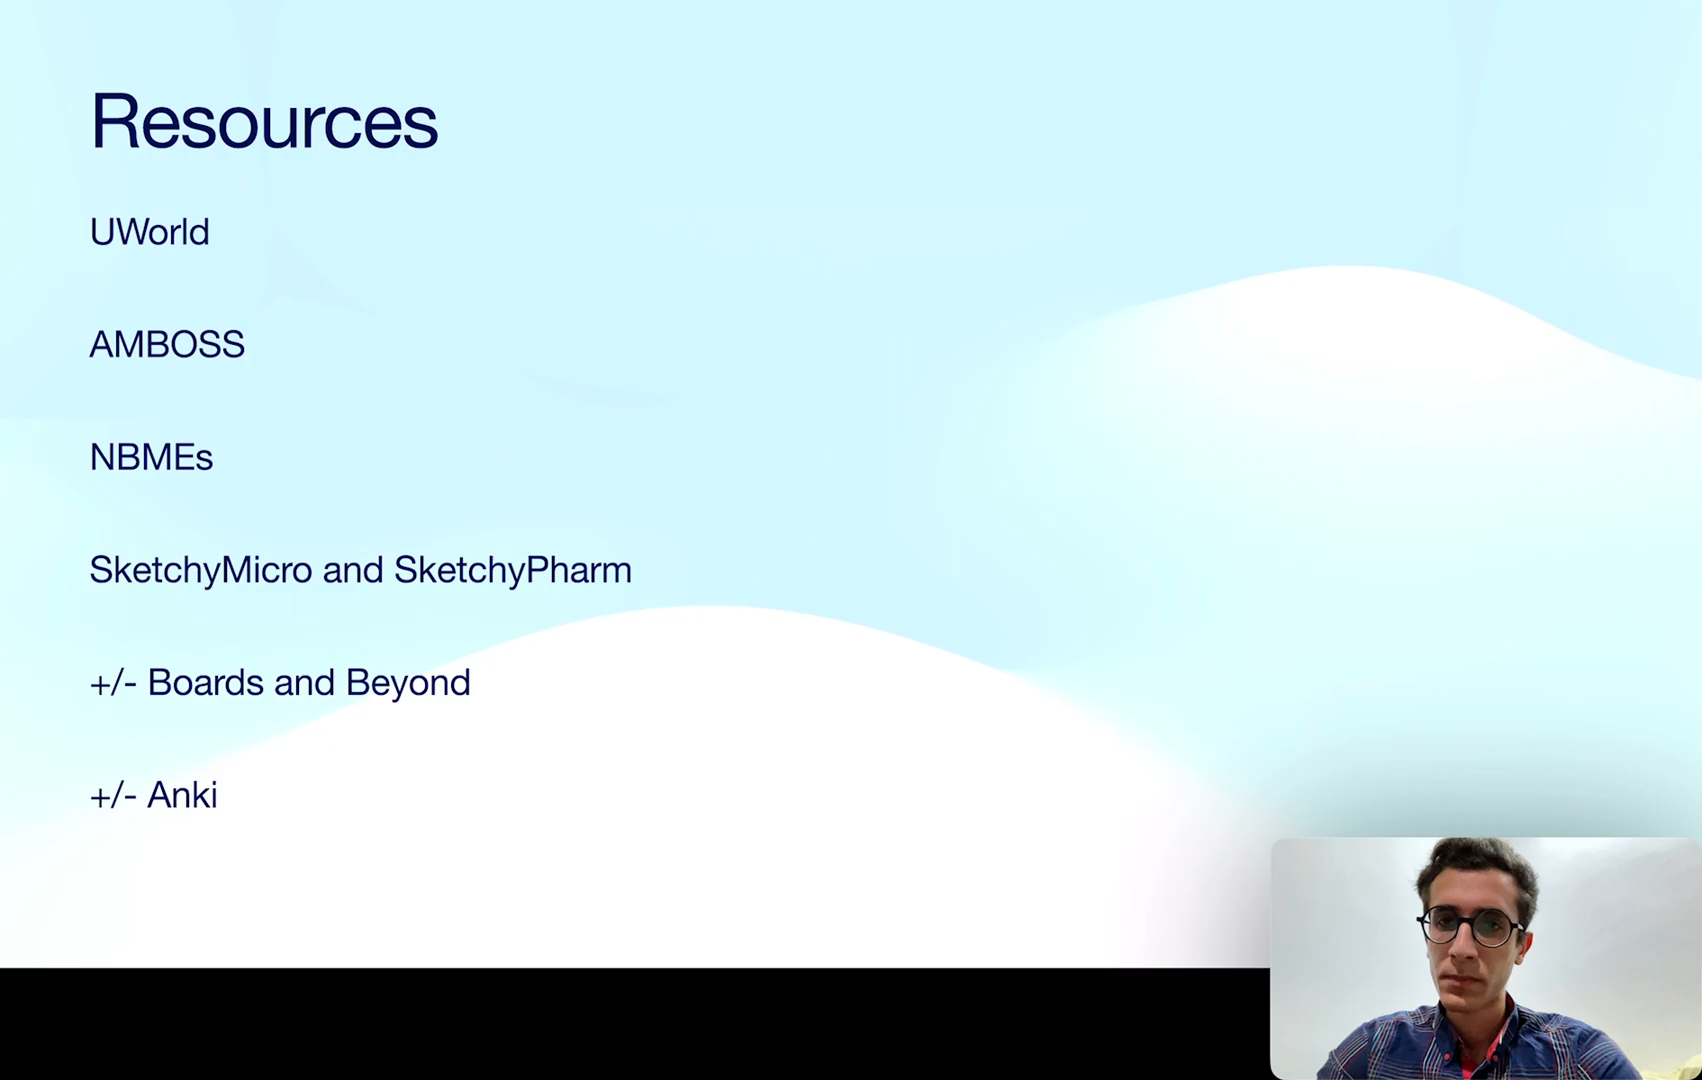 Resources
UWorld
AMBOSS
NBMEs
SketchyMicro and SketchyPharm
+/- Boards and Beyond
+/- Anki